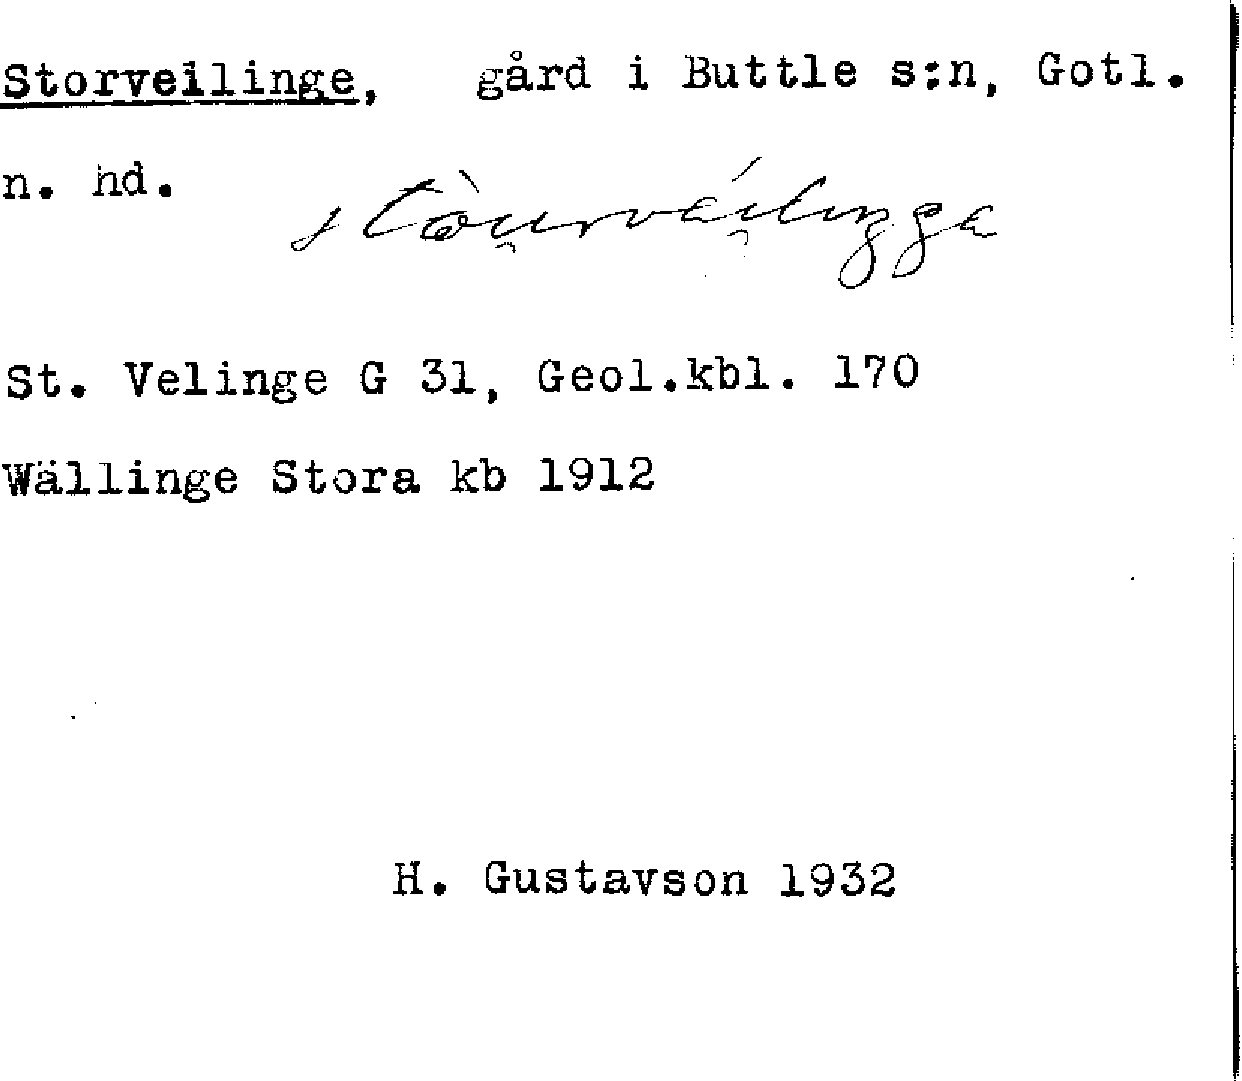 Storveilinge, gård i Buttle s:n, Gotl.
n. hd.
St. Velinge G 31, Geol.kbl. 170
Wällinge Stora kb 1912
H. Gustavson 1932